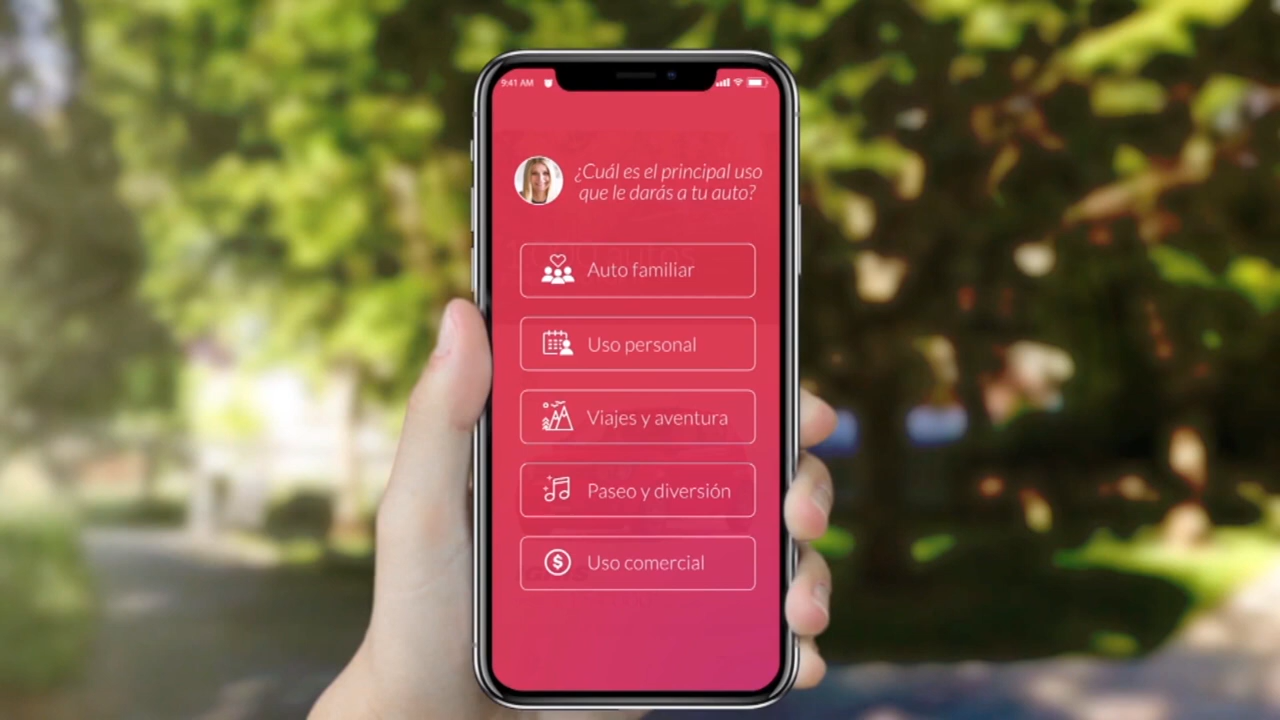 9:41 AM
¿Cuál es el principal uso
que le darás a tu auto?
Auto familiar
Uso personal
Viajes y aventura
Paseo y diversión
$
Uso comercial